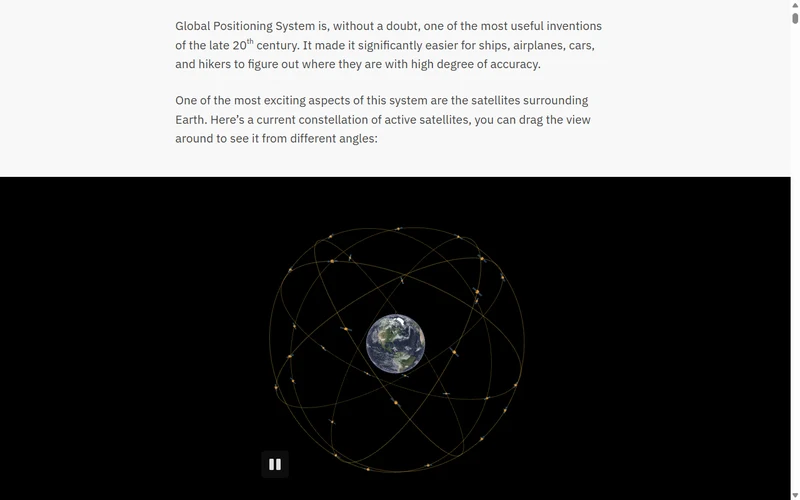 Global Positioning System is, without a doubt, one of the most useful inventions
of the late 20th century. It made it significantly easier for ships, airplanes, cars,
and hikers to figure out where they are with high degree of accuracy.
One of the most exciting aspects of this system are the satellites surrounding
Earth. Here’s a current constellation of active satellites, you can drag the view
around to see it from different angles: